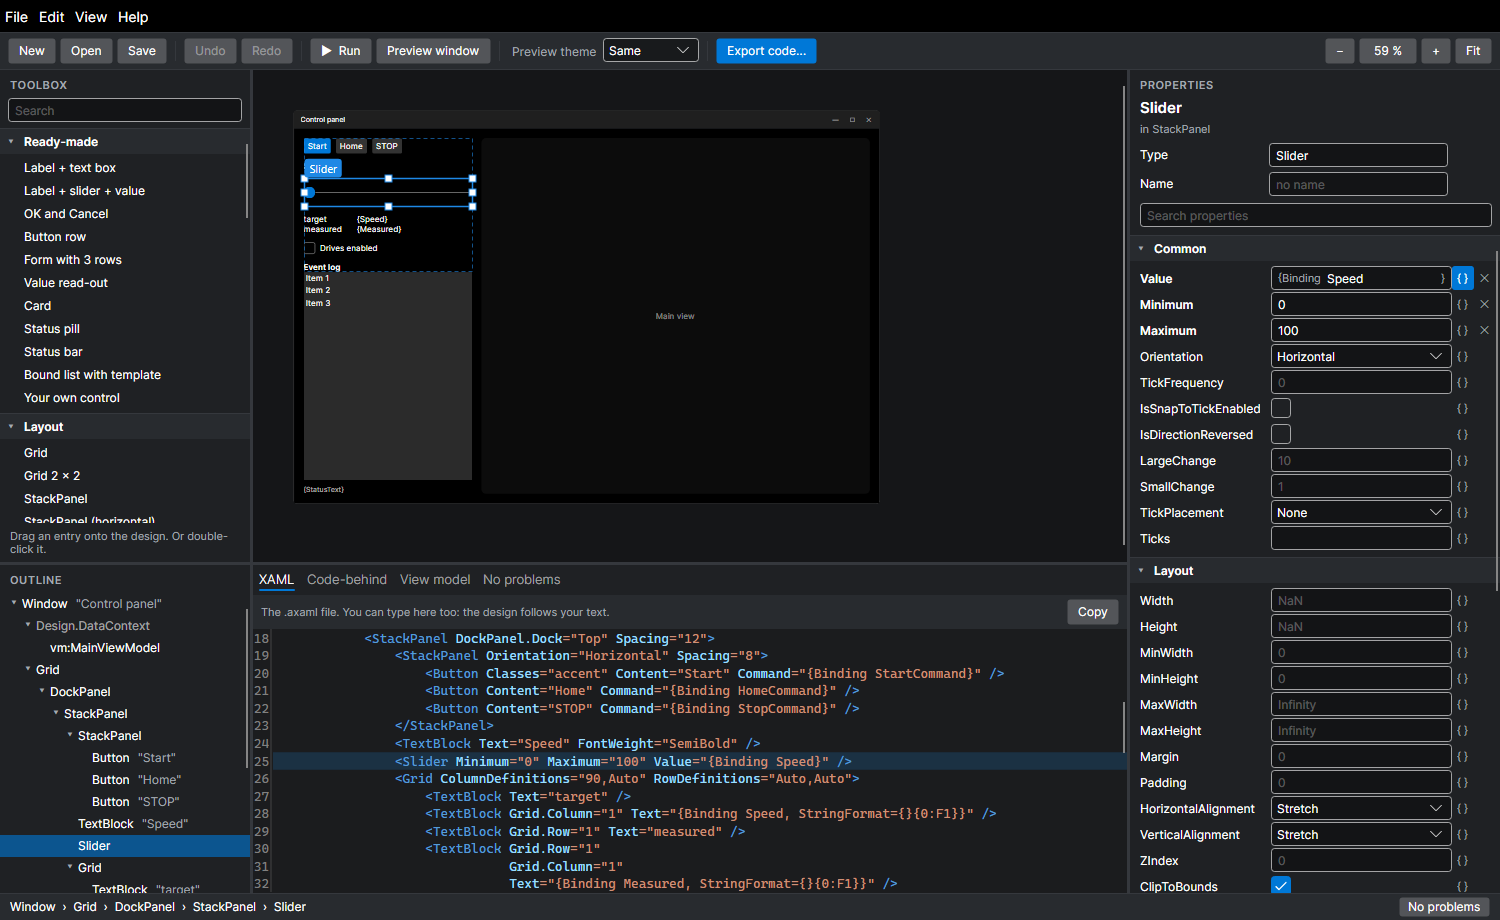 File Edit View Help
New Open Save Undo Redo Run Preview window Preview theme Same Export code... − 59 % + Fit
TOOLBOX
Search
Ready-made
Label + text box
Label + slider + value
OK and Cancel
Button row
Form with 3 rows
Value read-out
Card
Status pill
Status bar
Bound list with template
Your own control
Layout
Grid
Grid 2 × 2
StackPanel
StackPanel (horizontal)
Drag an entry onto the design. Or double-
click it.
OUTLINE
Window "Control panel"
Design.DataContext
vm:MainViewModel
Grid
DockPanel
StackPanel
StackPanel
Button "Start"
Button "Home"
Button "STOP"
TextBlock "Speed"
Slider
Grid
TextBlock "target"
Control panel
Start Home STOP
Slider
target {Speed}
measured {Measured}
Drives enabled
Event log
Item 1
Item 2
Item 3
{StatusText}
Main view
XAML Code-behind View model No problems
The .axaml file. You can type here too: the design follows your text. Copy
18 <StackPanel DockPanel.Dock="Top" Spacing="12">
19 <StackPanel Orientation="Horizontal" Spacing="8">
20 <Button Classes="accent" Content="Start" Command="{Binding StartCommand}" />
21 <Button Content="Home" Command="{Binding HomeCommand}" />
22 <Button Content="STOP" Command="{Binding StopCommand}" />
23 </StackPanel>
24 <TextBlock Text="Speed" FontWeight="SemiBold" />
25 <Slider Minimum="0" Maximum="100" Value="{Binding Speed}" />
26 <Grid ColumnDefinitions="90,Auto" RowDefinitions="Auto,Auto">
27 <TextBlock Text="target" />
28 <TextBlock Grid.Column="1" Text="{Binding Speed, StringFormat={}{0:F1}}" />
29 <TextBlock Grid.Row="1" Text="measured" />
30 <TextBlock Grid.Row="1"
31 Grid.Column="1"
32 Text="{Binding Measured, StringFormat={}{0:F1}}" />
PROPERTIES
Slider
in StackPanel
Type Slider
Name no name
Search properties
Common
Value {Binding Speed } {}
Minimum 0 {}
Maximum 100 {}
Orientation Horizontal {}
TickFrequency 0 {}
IsSnapToTickEnabled {}
IsDirectionReversed {}
LargeChange 10 {}
SmallChange 1 {}
TickPlacement None {}
Ticks {}
Layout
Width NaN {}
Height NaN {}
MinWidth 0 {}
MinHeight 0 {}
MaxWidth Infinity {}
MaxHeight Infinity {}
Margin 0 {}
Padding 0 {}
HorizontalAlignment Stretch {}
VerticalAlignment Stretch {}
ZIndex 0 {}
ClipToBounds {}
Window › Grid › DockPanel › StackPanel › Slider
No problems